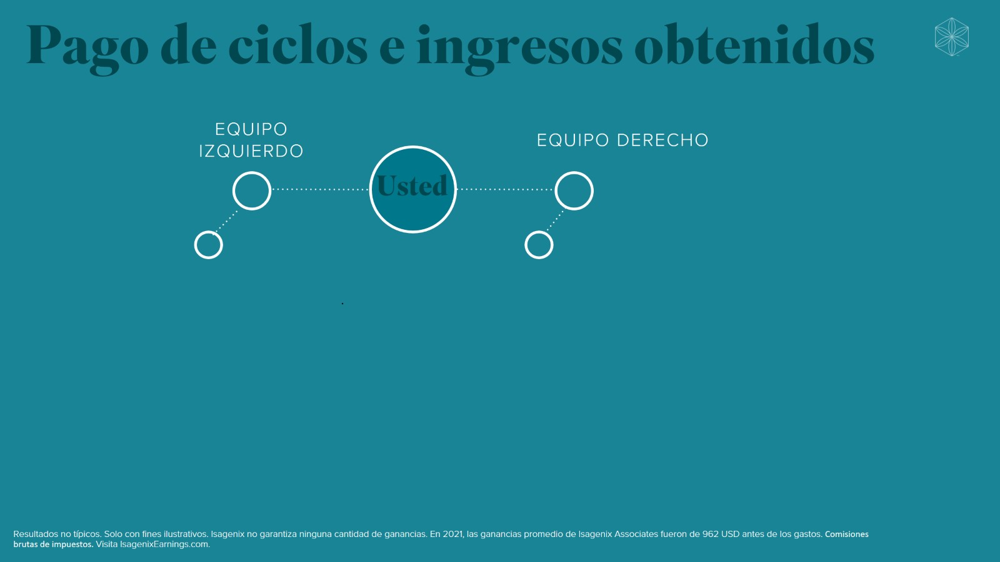 Pago de ciclos e ingresos obtenidos
EQUIPO
IZQUIERDO
EQUIPO DERECHO
Usted
Resultados no típicos. Solo con fines ilustrativos. Isagenix no garantiza ninguna cantidad de ganancias. En 2021, las ganancias promedio de Isagenix Associates fueron de 962 USD antes de los gastos. Comisiones
brutas de impuestos. Visita IsagenixEarnings.com.